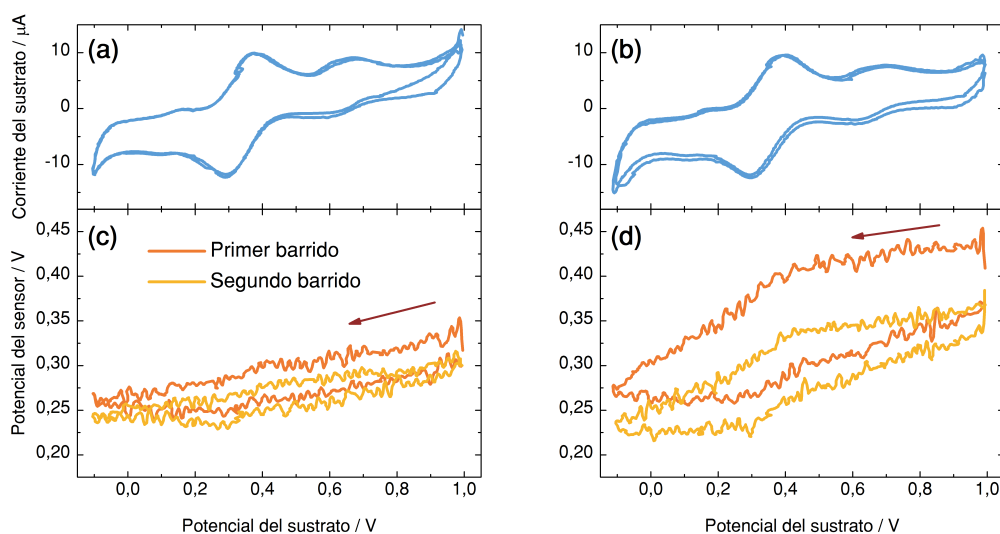 Corriente del sustrato / μA
10
0
-10
(a)
10
0
-10
(b)
Potencial del sensor / V
0,45
0,40
0,35
0,30
0,25
0,20
(c)
Primer barrido
Segundo barrido
0,45
0,40
0,35
0,30
0,25
0,20
(d)
0,0 0,2 0,4 0,6 0,8 1,0
0,0 0,2 0,4 0,6 0,8 1,0
Potencial del sustrato / V
Potencial del sustrato / V